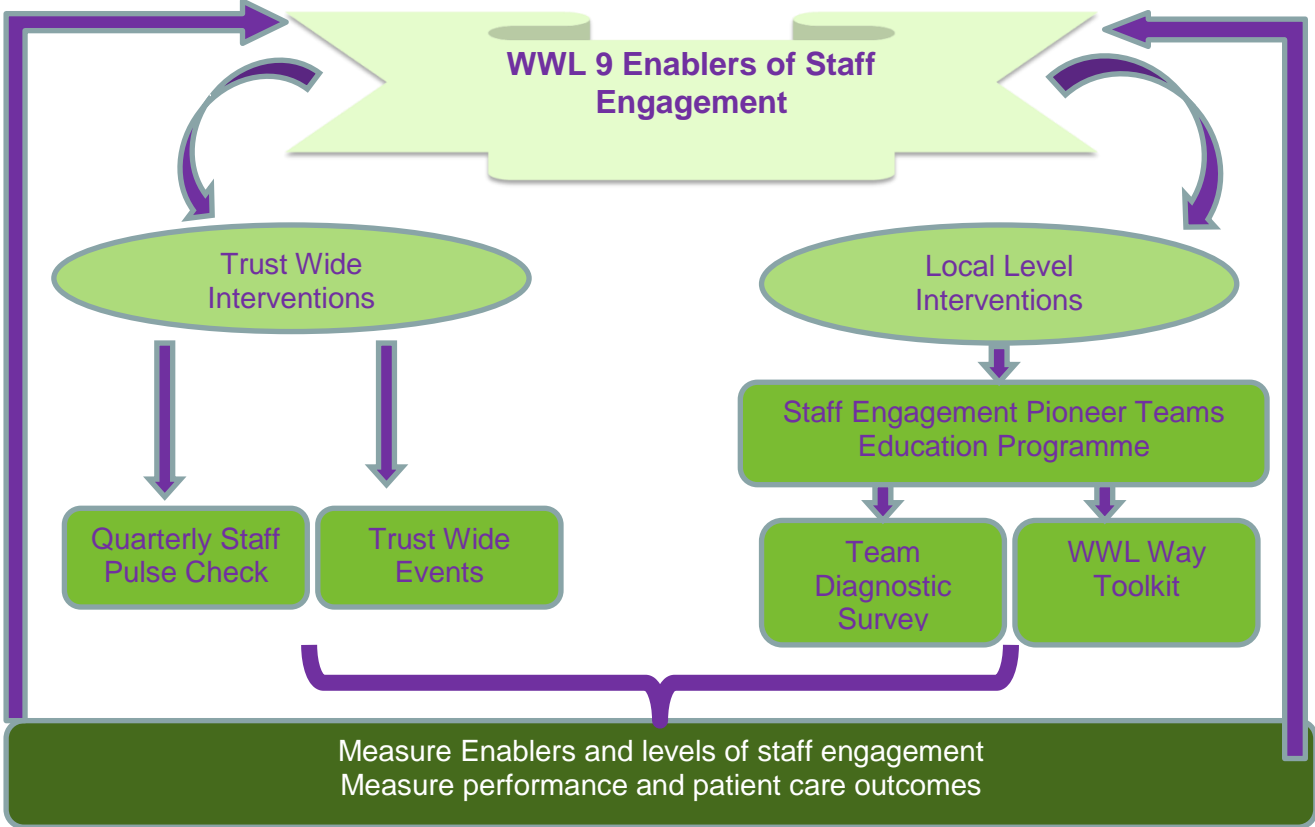 WWL 9 Enablers of Staff
Engagement
Trust Wide
Interventions
Local Level
Interventions
Staff Engagement Pioneer Teams
Education Programme
Quarterly Staff
Pulse Check
Trust Wide
Events
Team
Diagnostic
Survey
WWL Way
Toolkit
Measure Enablers and levels of staff engagement
Measure performance and patient care outcomes